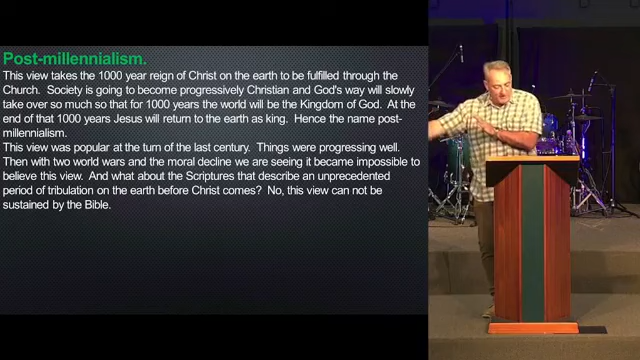 Post-millennialism.
This view takes the 1000 year reign of Christ on the earth to be fulfilled through the
Church. Society is going to become progressively Christian and God's way will slowly
take over so much so that for 1000 years the world will be the Kingdom of God. At the
end of that 1000 years Jesus will return to the earth as king. Hence the name post-
millennialism.
This view was popular at the turn of the last century. Things were progressing well.
Then with two world wars and the moral decline we are seeing it became impossible to
believe this view. And what about the Scriptures that describe an unprecedented
period of tribulation on the earth before Christ comes? No, this view can not be
sustained by the Bible.